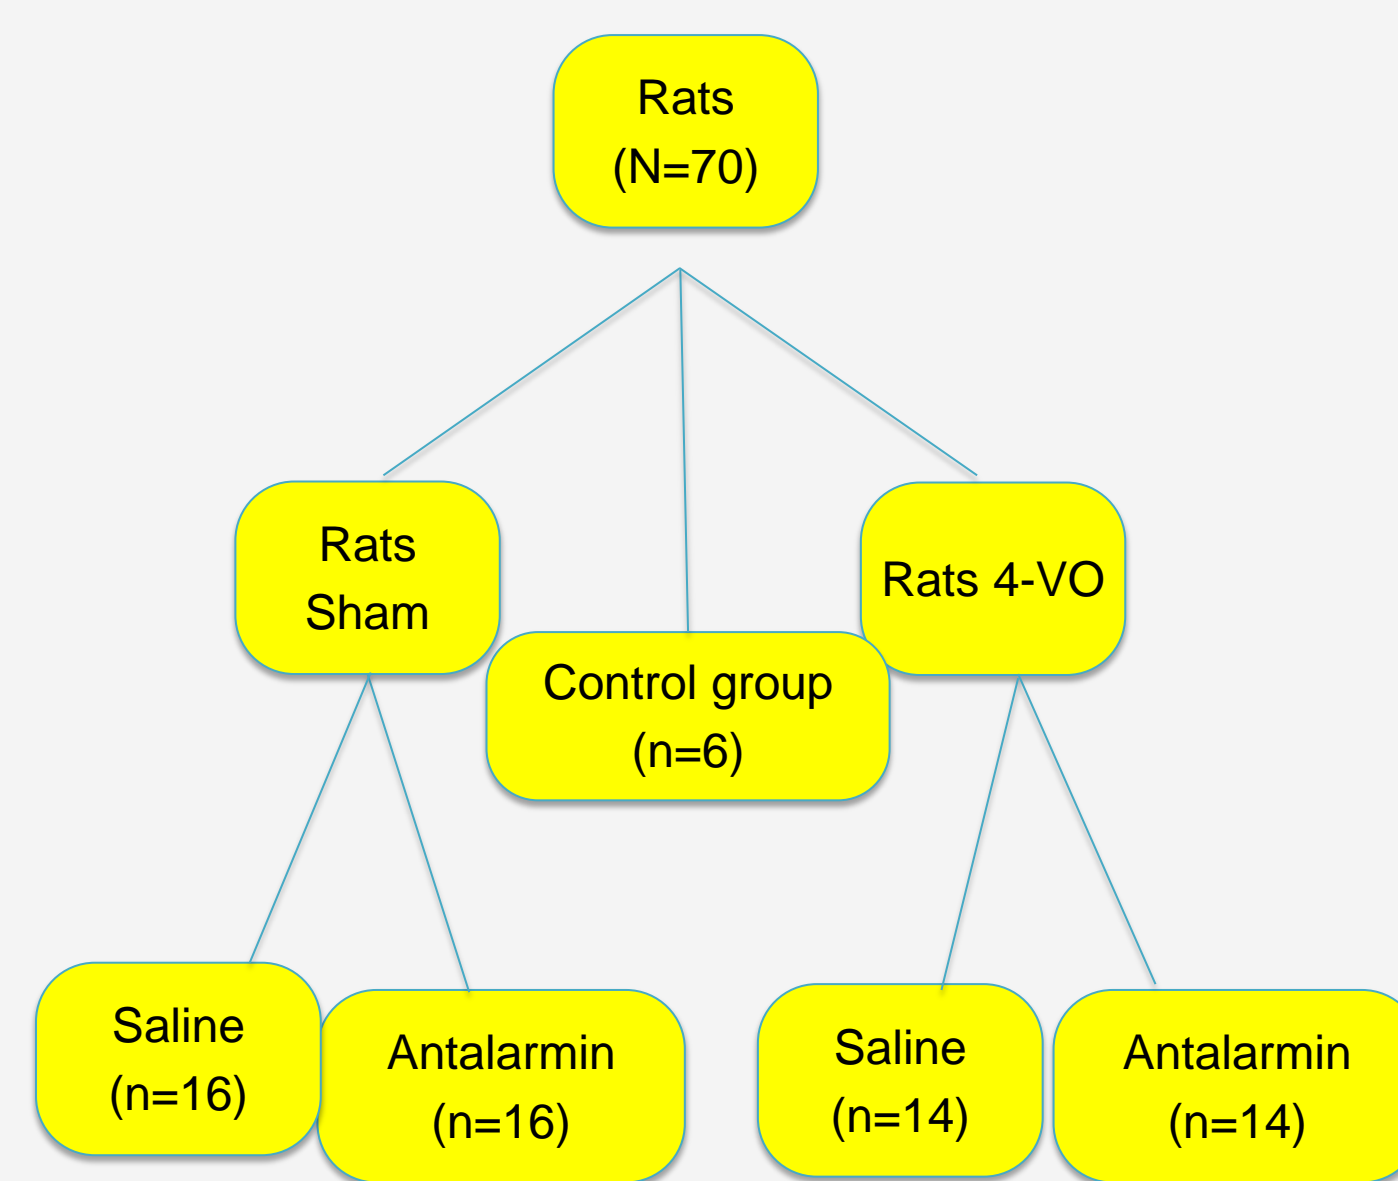 Rats
(N=70)
Rats
Sham
Rats 4-VO
Control group
(n=6)
Saline
(n=16)
Antalarmin
(n=16)
Saline
(n=14)
Antalarmin
(n=14)